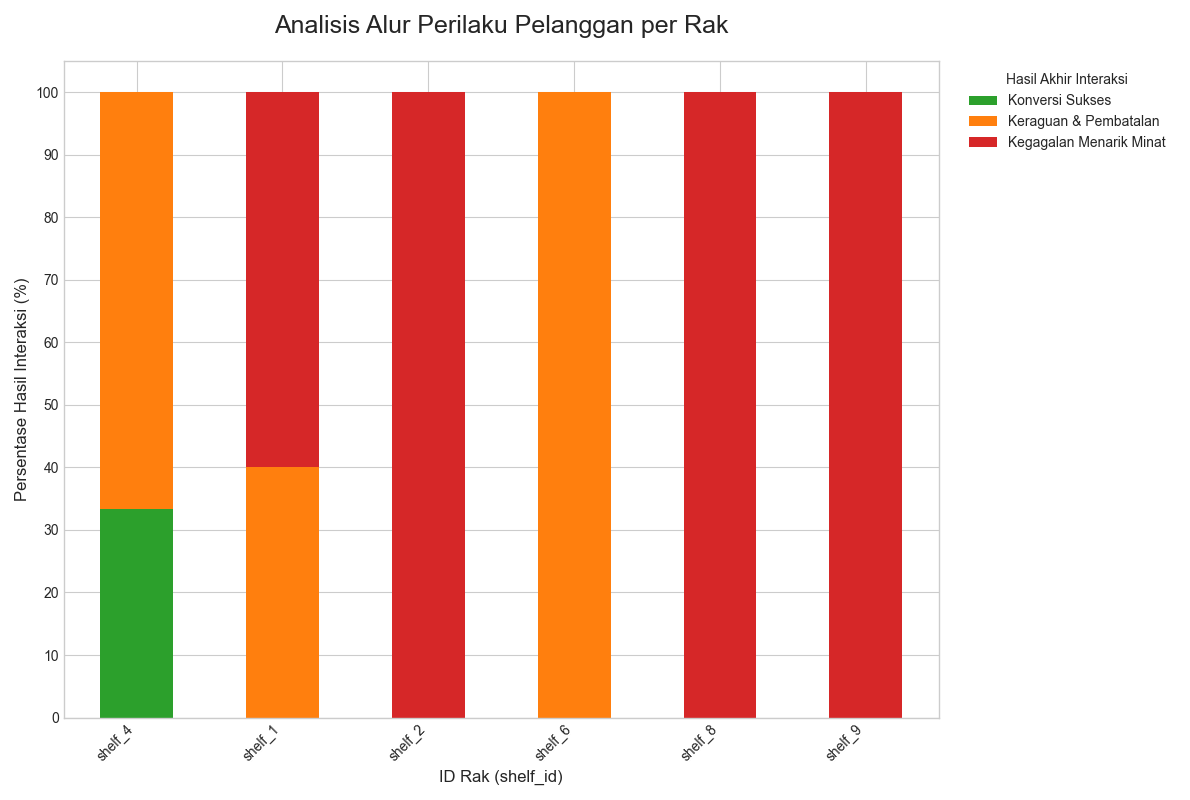 Analisis Alur Perilaku Pelanggan per Rak
Hasil Akhir Interaksi
Konversi Sukses
Keraguan & Pembatalan
Kegagalan Menarik Minat
Persentase Hasil Interaksi (%)
100
90
80
70
60
50
40
30
20
10
0
shelf_4
shelf_1
shelf_2
shelf_6
shelf_8
shelf_9
ID Rak (shelf_id)